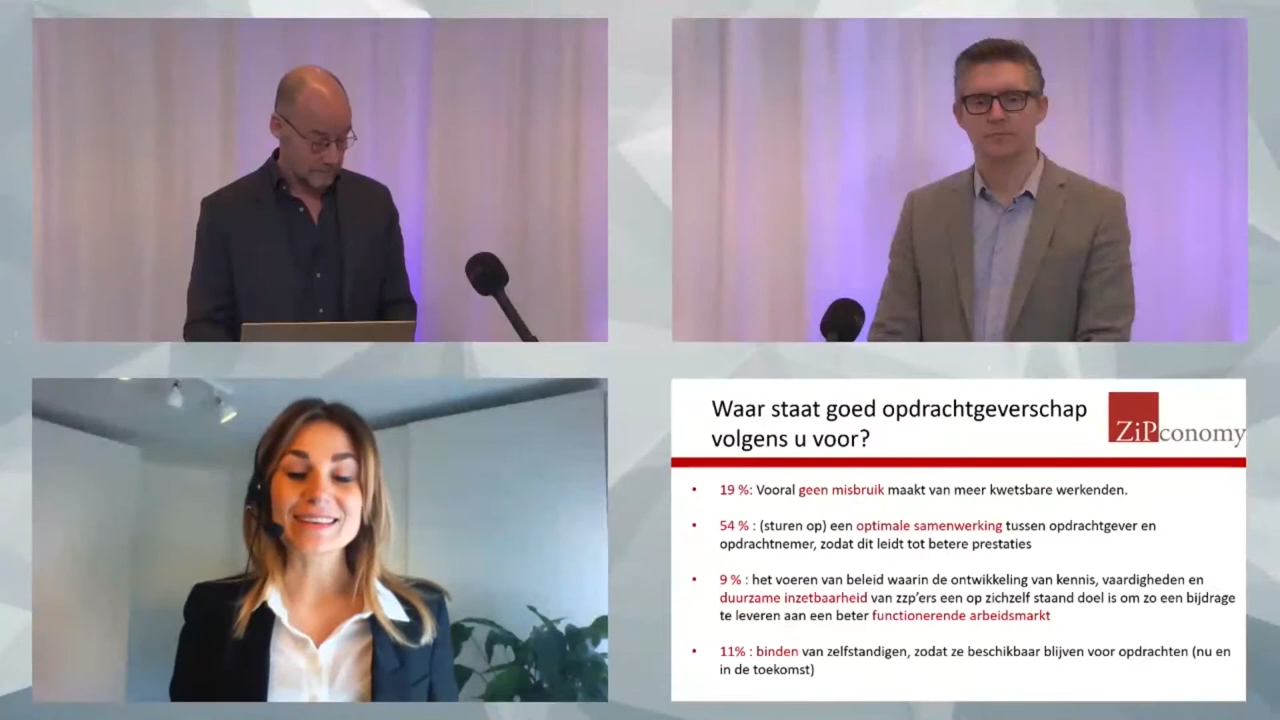 Waar staat goed opdrachtgeverschap
volgens u voor?
ZiPconomy
• 19 %: Vooral geen misbruik maakt van meer kwetsbare werkenden.
• 54 % : (sturen op) een optimale samenwerking tussen opdrachtgever en
opdrachtnemer, zodat dit leidt tot betere prestaties
• 9 % : het voeren van beleid waarin de ontwikkeling van kennis, vaardigheden en
duurzame inzetbaarheid van zzp'ers een op zichzelf staand doel is om zo een bijdrage
te leveren aan een beter functionerende arbeidsmarkt
• 11% : binden van zelfstandigen, zodat ze beschikbaar blijven voor opdrachten (nu en
in de toekomst)